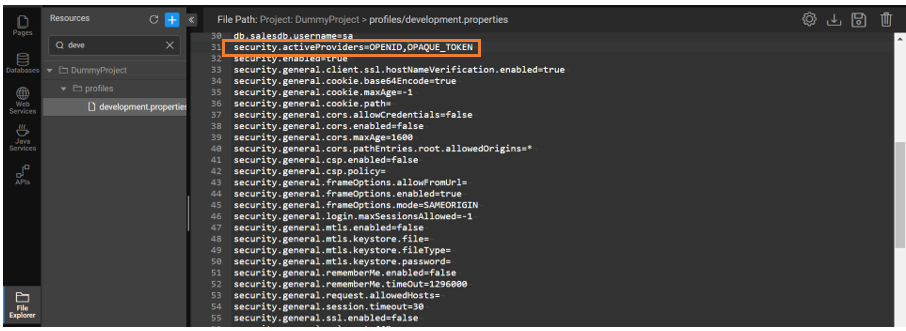 Pages
Databases
Web
Services
Java
Services
APIs
File
Explorer
Resources
deve
DummyProject
profiles
development.properties
File Path: Project: DummyProject > profiles/development.properties
30 db.salesdb.username=sa
31 security.activeProviders=OPENID,OPAQUE_TOKEN
32 security.enabled=true
33 security.general.client.ssl.hostNameVerification.enabled=true
34 security.general.cookie.base64Encode=true
35 security.general.cookie.maxAge=-1
36 security.general.cookie.path=
37 security.general.cors.allowCredentials=false
38 security.general.cors.enabled=false
39 security.general.cors.maxAge=1600
40 security.general.cors.pathEntries.root.allowedOrigins=*
41 security.general.csp.enabled=false
42 security.general.csp.policy=
43 security.general.frameOptions.allowFromUrl=
44 security.general.frameOptions.enabled=true
45 security.general.frameOptions.mode=SAMEORIGIN
46 security.general.login.maxSessionsAllowed=-1
47 security.general.mtls.enabled=false
48 security.general.mtls.keystore.file=
49 security.general.mtls.keystore.fileType=
50 security.general.mtls.keystore.password=
51 security.general.rememberMe.enabled=false
52 security.general.rememberMe.timeOut=1296000
53 security.general.request.allowedHosts=
54 security.general.session.timeout=30
55 security.general.ssl.enabled=false